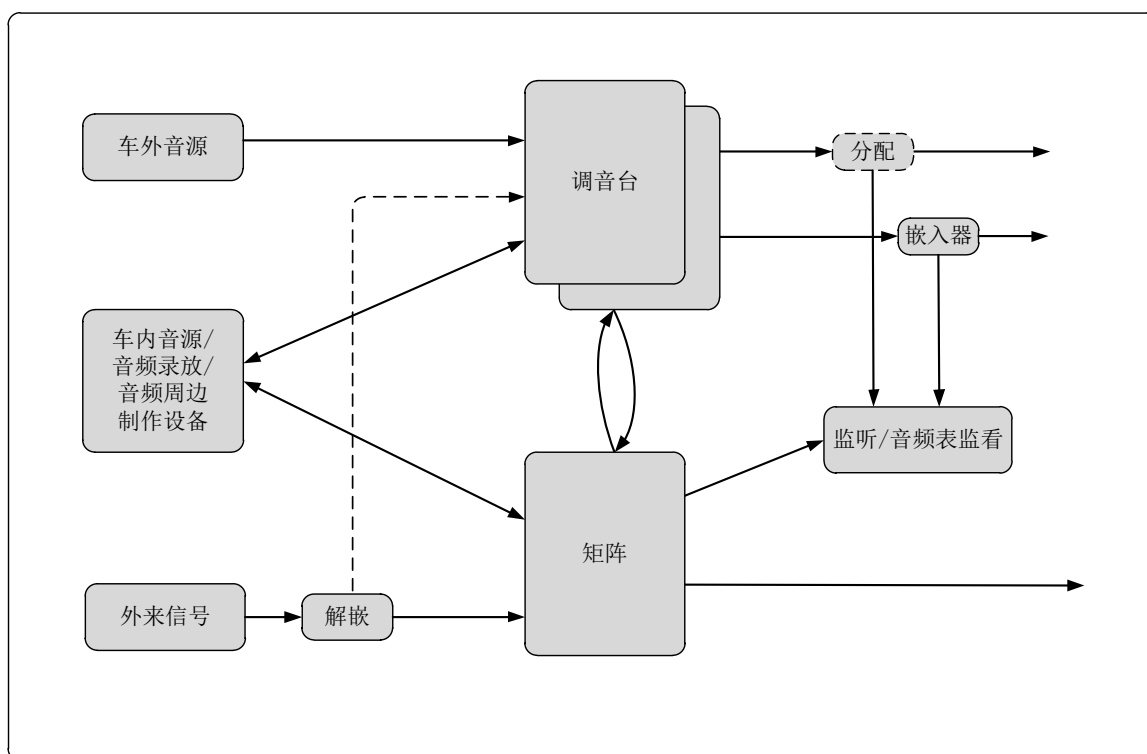 车外音源
调音台
分配
嵌入器
车内音源/
音频录放/
音频周边
制作设备
监听/音频表监看
矩阵
外来信号
解嵌